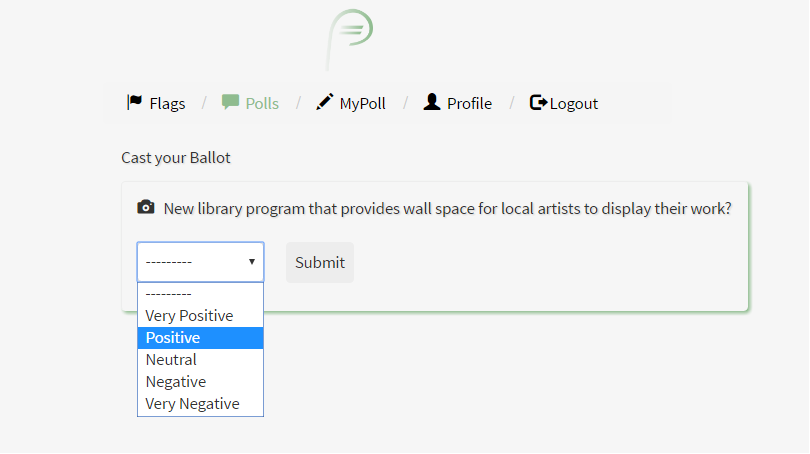 Flags / Polls / MyPoll / Profile / Logout
Cast your Ballot
New library program that provides wall space for local artists to display their work?
--------- Submit
---------
Very Positive
Positive
Neutral
Negative
Very Negative